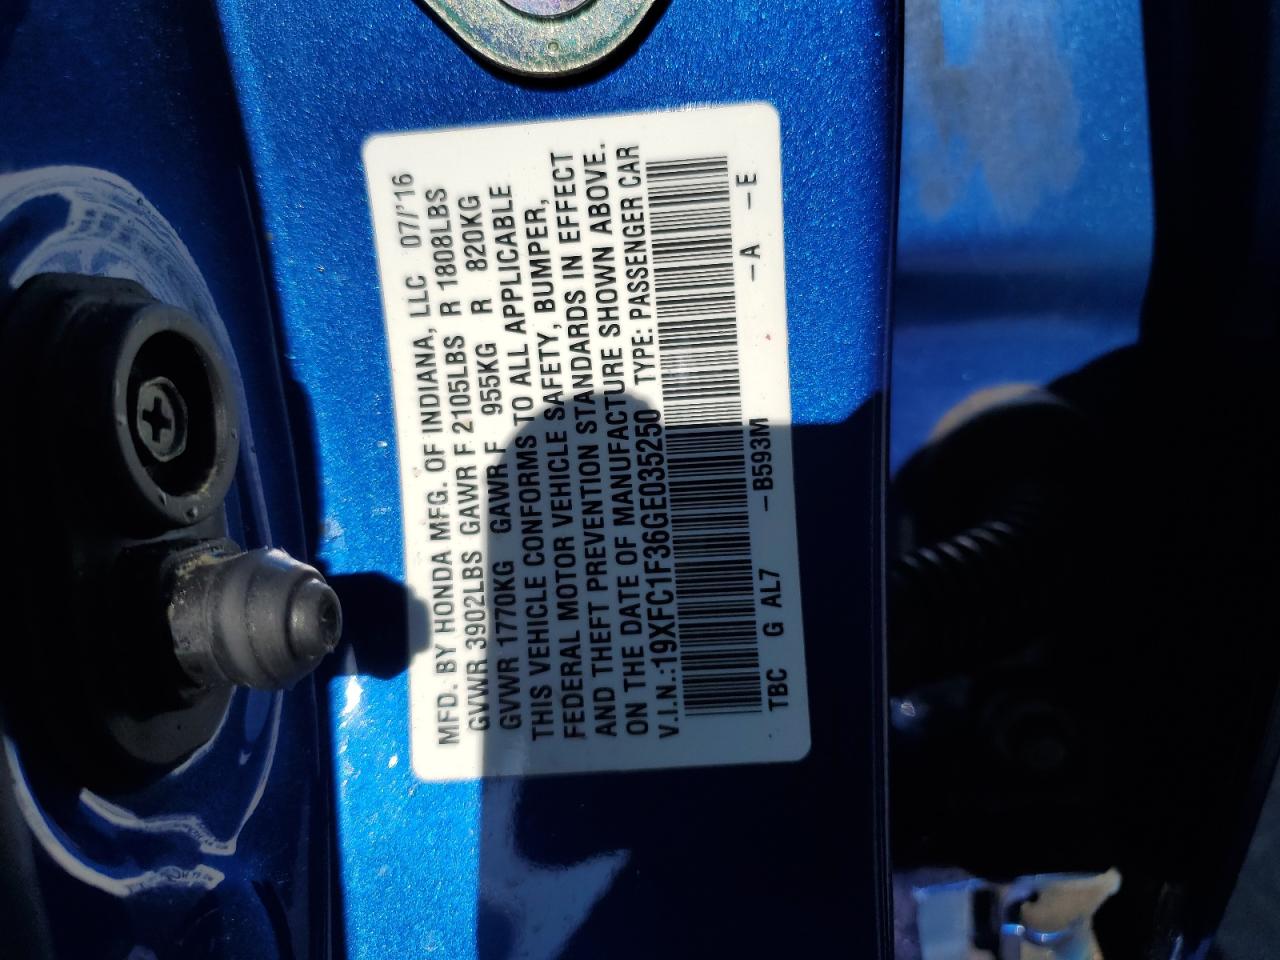 MFD. BY HONDA MFG. OF INDIANA, LLC 07/'16
GVWR 3902LBS GAWR F 2105LBS R 1808LBS
GVWR 1770KG GAWR F 955KG R 820KG
THIS VEHICLE CONFORMS TO ALL APPLICABLE
FEDERAL MOTOR VEHICLE SAFETY, BUMPER,
AND THEFT PREVENTION STANDARDS IN EFFECT
ON THE DATE OF MANUFACTURE SHOWN ABOVE.
V.I.N.:19XFC1F36GE035250 TYPE: PASSENGER CAR
TBC G AL7 -B593M -A -E